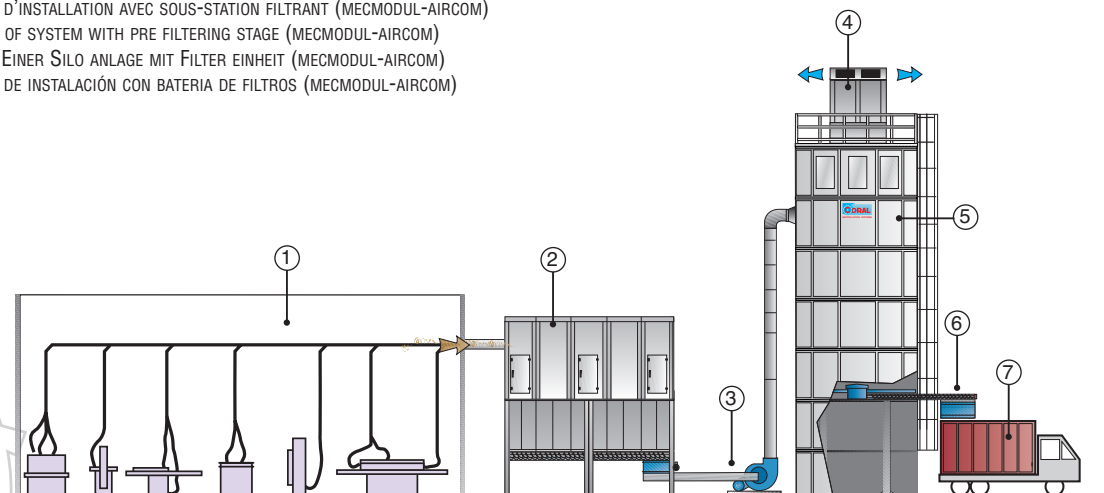 D'INSTALLATION AVEC SOUS-STATION FILTRANT (MECMODUL-AIRCOM)
OF SYSTEM WITH PRE FILTERING STAGE (MECMODUL-AIRCOM)
EINER SILO ANLAGE MIT FILTER EINHEIT (MECMODUL-AIRCOM)
DE INSTALACIÓN CON BATERIA DE FILTROS (MECMODUL-AIRCOM)
4
CORAL
5
1
2
6
7
3